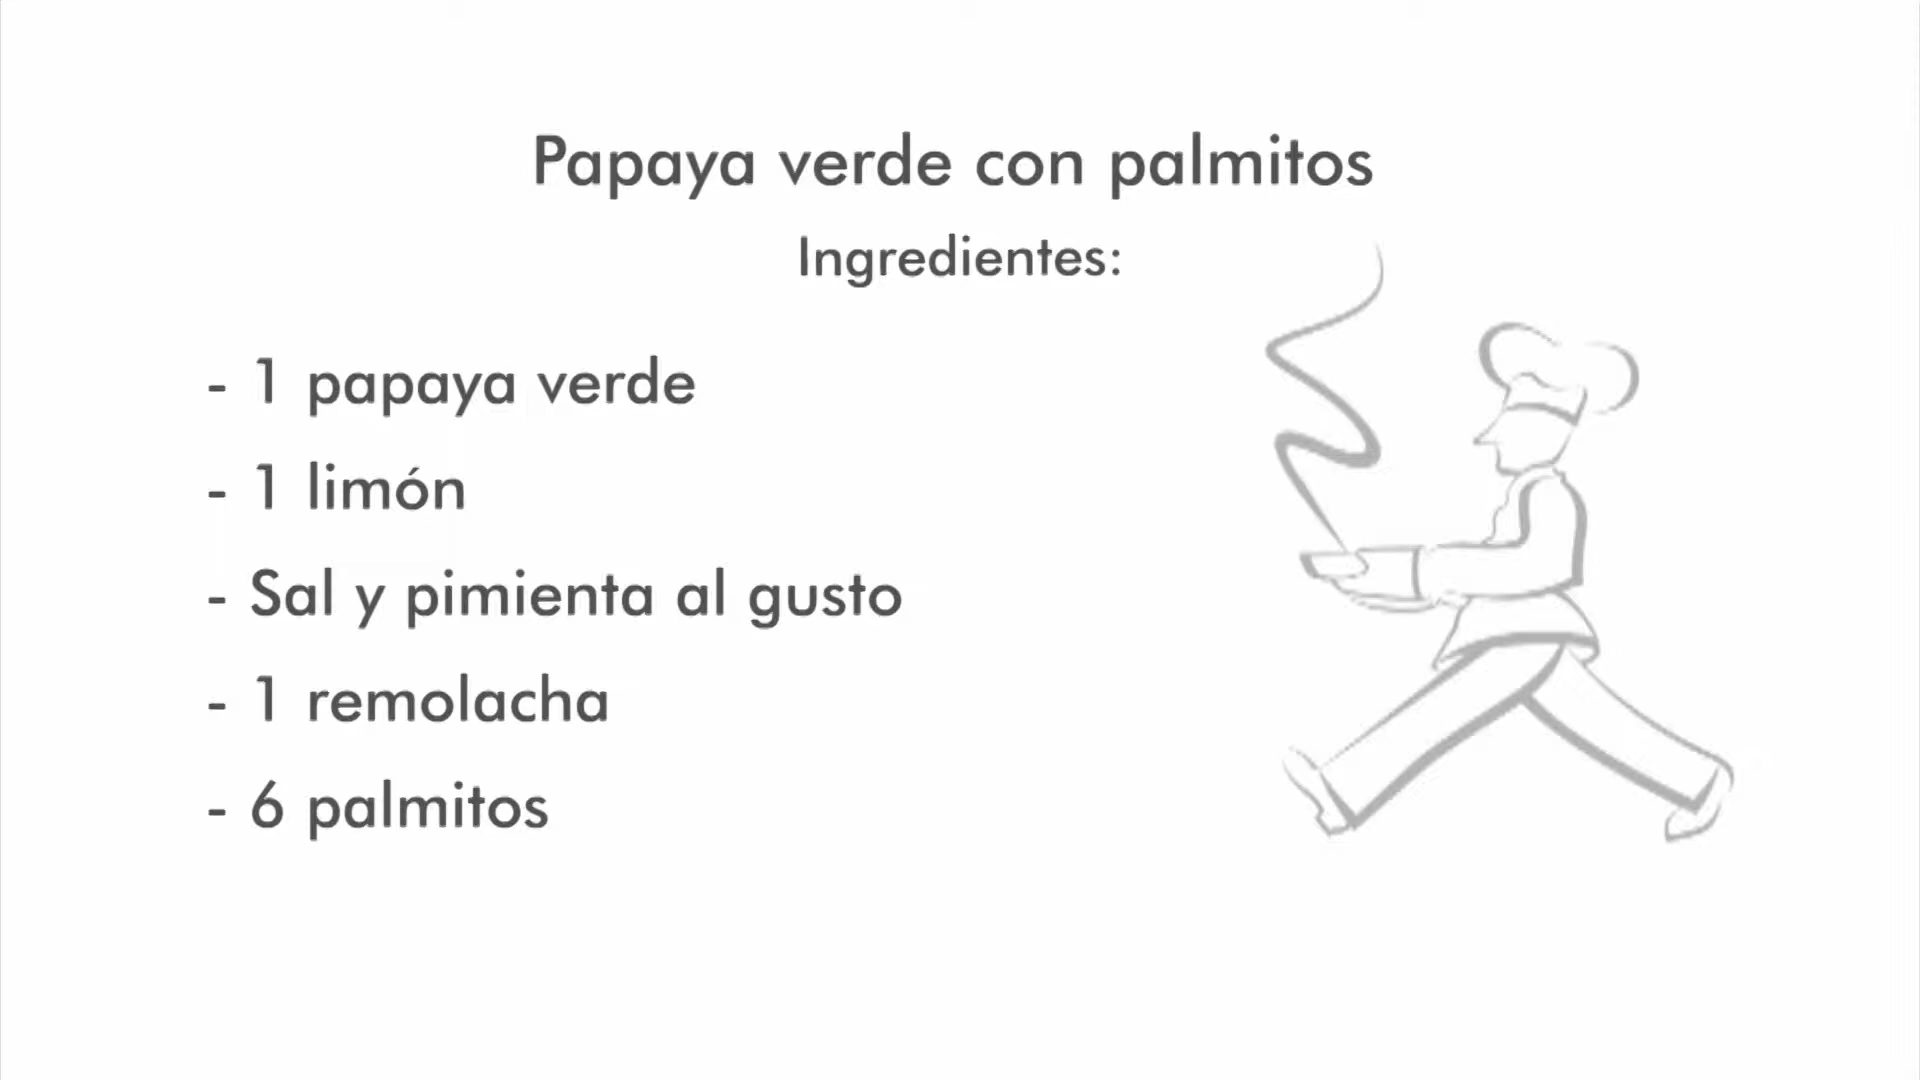 Papaya verde con palmitos
Ingredientes:
- 1 papaya verde
- 1 limón
- Sal y pimienta al gusto
- 1 remolacha
- 6 palmitos